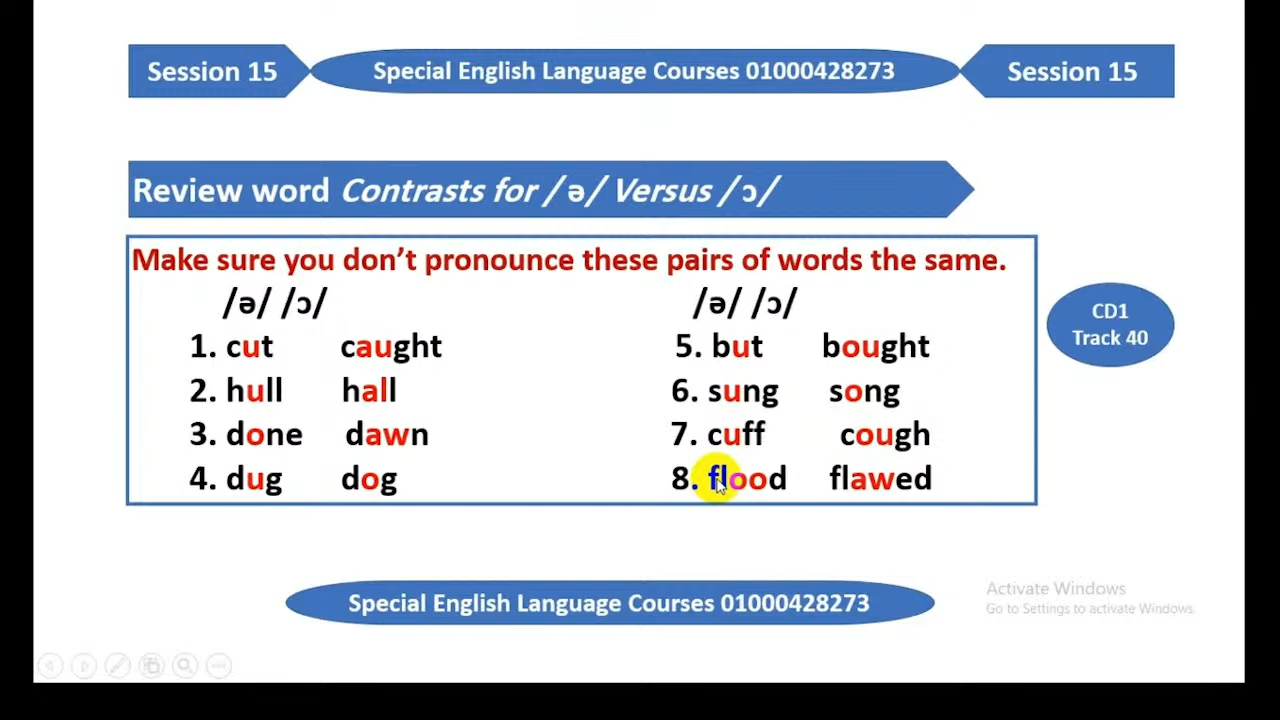 Session 15
Special English Language Courses 01000428273
Session 15
Review word Contrasts for /ə/ Versus /ɔ/
Make sure you don’t pronounce these pairs of words the same.
/ə/ /ɔ/
1. cut caught
2. hull hall
3. done dawn
4. dug dog
/ə/ /ɔ/
5. but bought
6. sung song
7. cuff cough
8. flood flawed
CD1
Track 40
Special English Language Courses 01000428273
Activate Windows
Go to Settings to activate Windows.